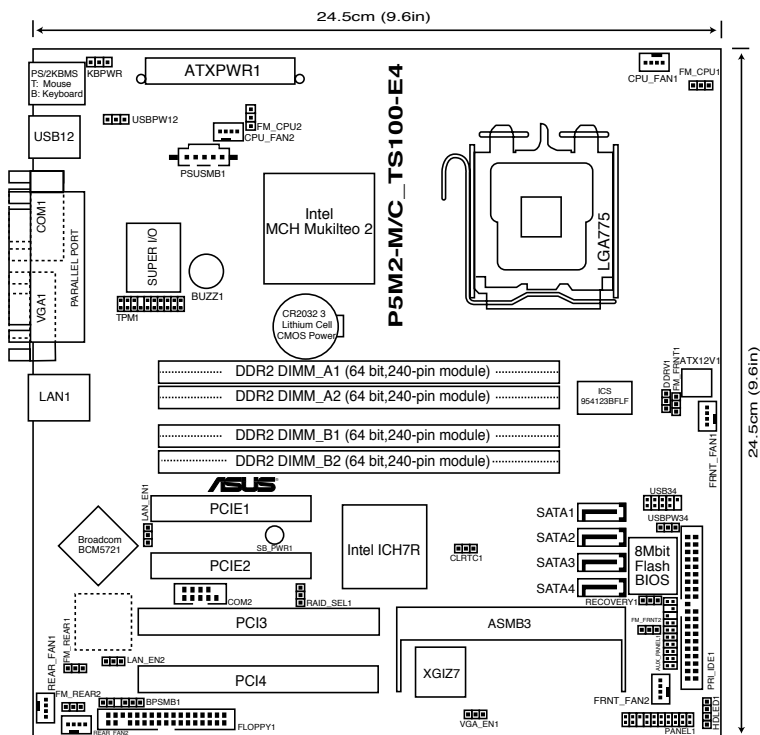 24.5cm (9.6in)
PS/2KBMS
T: Mouse
B: Keyboard
KBPWR
ATXPWR1
CPU_FAN1
FM_CPU1
USB12
USBPW12
FM_CPU2
CPU_FAN2
PSUSMB1
P5M2-M/C_TS100-E4
COM1
PARALLEL PORT
VGA1
SUPER I/O
BUZZ1
TPM1
Intel
MCH Mukilteo 2
LGA775
CR2032 3
Lithium Cell
CMOS Power
24.5cm (9.6in)
LAN1
DDR2 DIMM_A1 (64 bit,240-pin module)
DDR2 DIMM_A2 (64 bit,240-pin module)
DDR2 DIMM_B1 (64 bit,240-pin module)
DDR2 DIMM_B2 (64 bit,240-pin module)
ICS
954123BFLF
DDRV1
FM_FRNT1
ATX12V1
FRNT_FAN1
ASUS
LAN_EN1
PCIE1
Broadcom
BCM5721
SB_PWR1
PCIE2
Intel ICH7R
CLRTC1
SATA1
SATA2
SATA3
SATA4
USB34
USBPW34
8Mbit
Flash
BIOS
RECOVERY1
COM2
RAID_SEL1
PCI3
ASMB3
FM_FRNT2
AUX_PANEL1
PRI_IDE1
REAR_FAN1
FM_REAR1
LAN_EN2
PCI4
XGIZ7
FRNT_FAN2
FM_REAR2
BPSMB1
REAR_FAN2
FLOPPY1
VGA_EN1
PANEL1
HDLED1